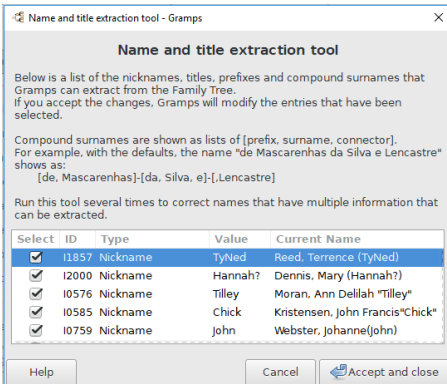 Name and title extraction tool - Gramps
Name and title extraction tool
Below is a list of the nicknames, titles, prefixes and compound surnames that
Gramps can extract from the Family Tree.
If you accept the changes, Gramps will modify the entries that have been
selected.
Compound surnames are shown as lists of [prefix, surname, connector].
For example, with the defaults, the name "de Mascarenhas da Silva e Lencastre"
shows as:
[de, Mascarenhas]-[da, Silva, e]-[,Lencastre]
Run this tool several times to correct names that have multiple information that
can be extracted.
Select ID Type Value Current Name
I1857 Nickname TyNed Reed, Terrence (TyNed)
I2000 Nickname Hannah? Dennis, Mary (Hannah?)
I0576 Nickname Tilley Moran, Ann Delilah "Tilley"
I0585 Nickname Chick Kristensen, John Francis"Chick"
I0759 Nickname John Webster, Johanne(John)
Help Cancel Accept and close